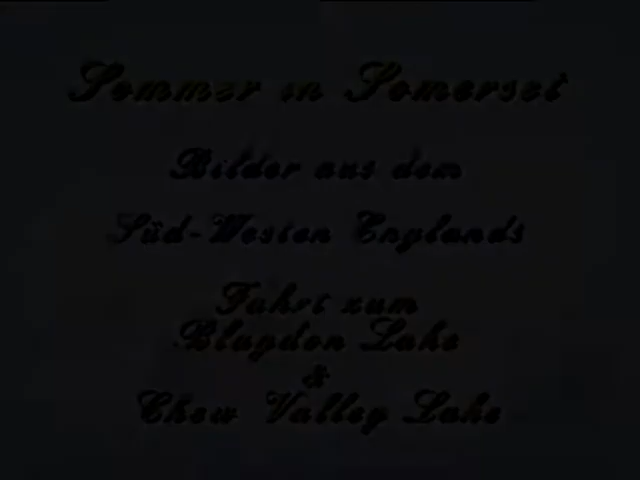 Sommer in Somerset
Bilder aus dem
Süd-Westen Englands
Fahrt zum
Blagdon Lake
&
Chew Valley Lake